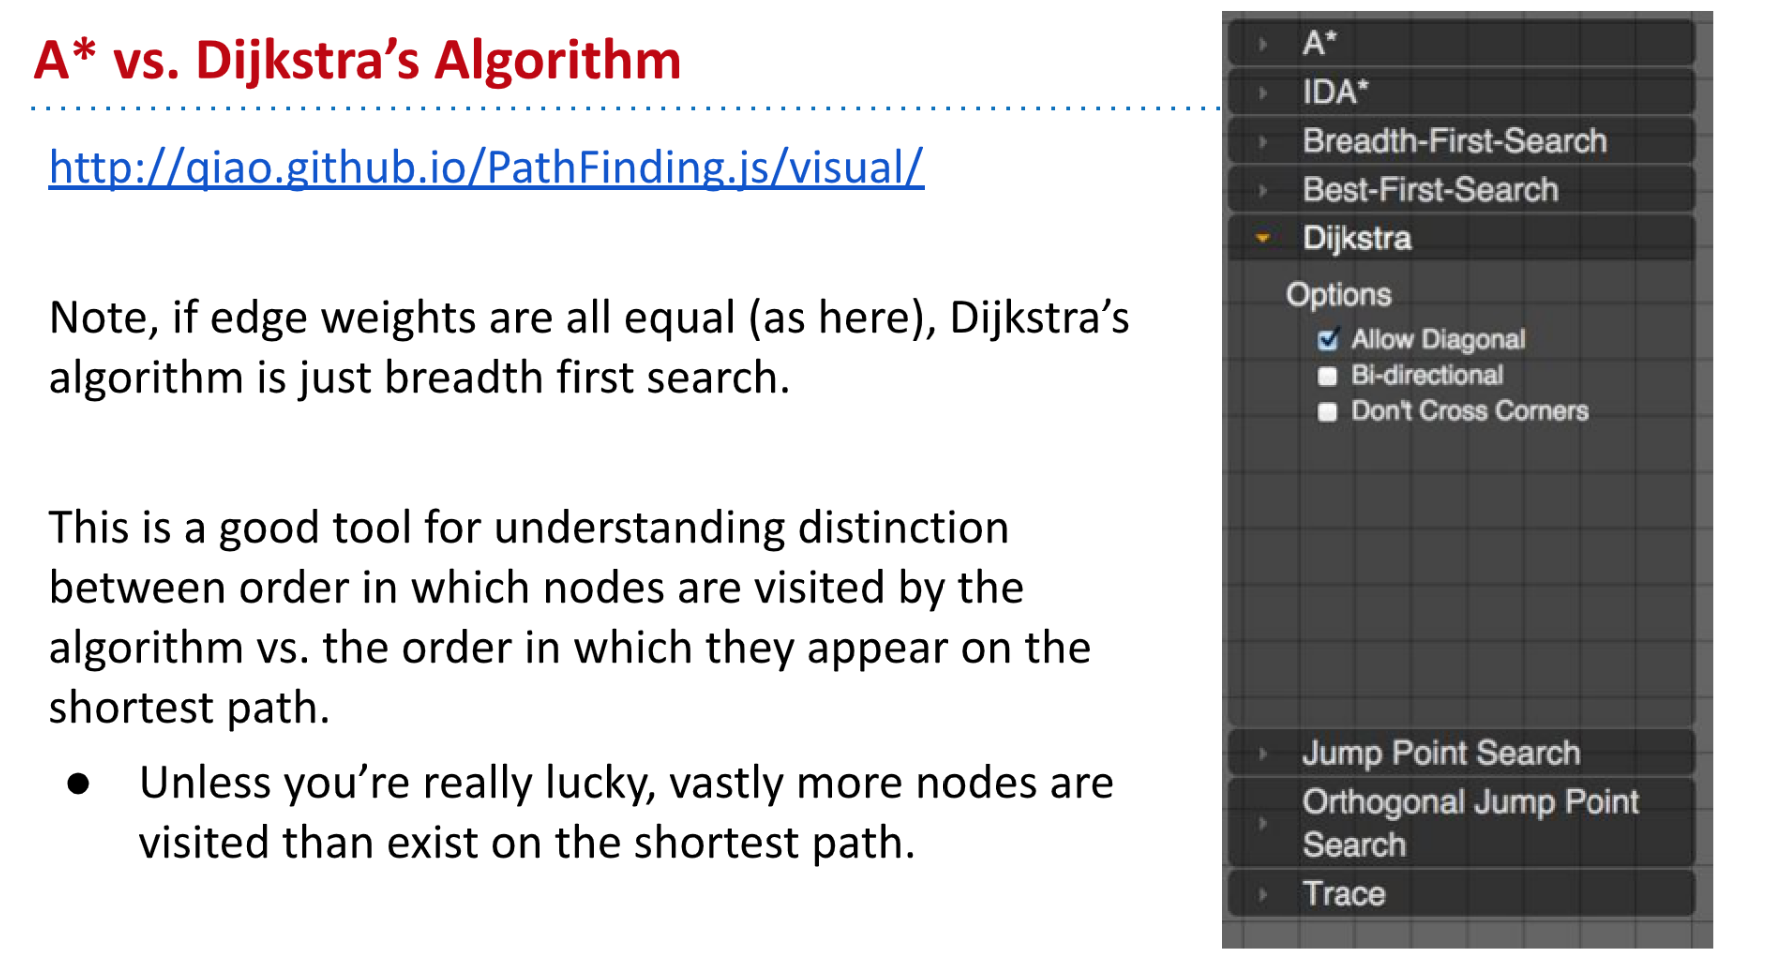 A* vs. Dijkstra’s Algorithm
http://qiao.github.io/PathFinding.js/visual/
Note, if edge weights are all equal (as here), Dijkstra’s
algorithm is just breadth first search.
This is a good tool for understanding distinction
between order in which nodes are visited by the
algorithm vs. the order in which they appear on the
shortest path.
● Unless you’re really lucky, vastly more nodes are
visited than exist on the shortest path.
A*
IDA*
Breadth-First-Search
Best-First-Search
Dijkstra
Options
Allow Diagonal
Bi-directional
Don't Cross Corners
Jump Point Search
Orthogonal Jump Point
Search
Trace